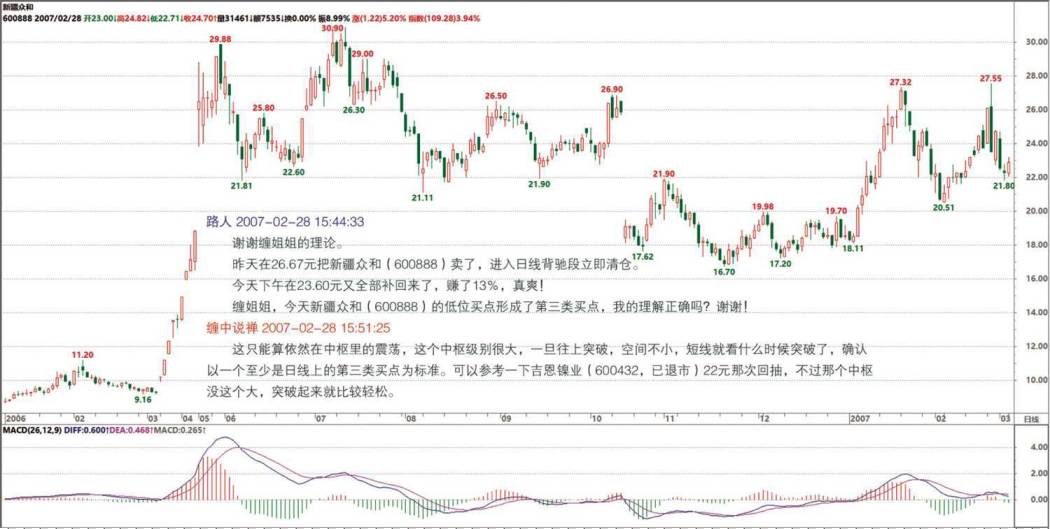 新疆众和
600888 2007/02/28 开23.00↓高24.82↓低22.71↓收24.70↑量31461↓额7535↓换0.00% 振8.99% 涨(1.22)5.20% 指数(109.28)3.94%
30.90
30.00
29.88
29.00
28.00
27.32
27.55
26.90
26.50
26.30
26.00
25.80
24.00
22.60
22.00
21.81
21.11
21.90
21.90
20.51
21.80
20.00
19.98
19.70
18.00
17.62
16.70
17.20
18.11
16.00
14.00
12.00
11.20
10.00
9.16
路人 2007-02-28 15:44:33
谢谢缠姐姐的理论。
昨天在26.67元把新疆众和(600888)卖了,进入日线背驰段立即清仓。
今天下午在23.60元又全部补回来了,赚了13%,真爽!
缠姐姐,今天新疆众和(600888)的低位买点形成了第三类买点,我的理解正确吗?谢谢!
缠中说禅 2007-02-28 15:51:25
这只能算依然在中枢里的震荡,这个中枢级别很大,一旦往上突破,空间不小,短线就看什么时候突破了,确认
以一个至少是日线上的第三类买点为标准。可以参考一下吉恩镍业(600432,已退市)22元那次回抽,不过那个中枢
没这个大,突破起来就比较轻松。
2006 02 03 04 05 06 07 08 09 10 11 12 2007 02 03 日线
MACD(26,12,9) DIFF:0.600↑DEA:0.468↑MACD:0.265↑
4.00
2.00
0.00